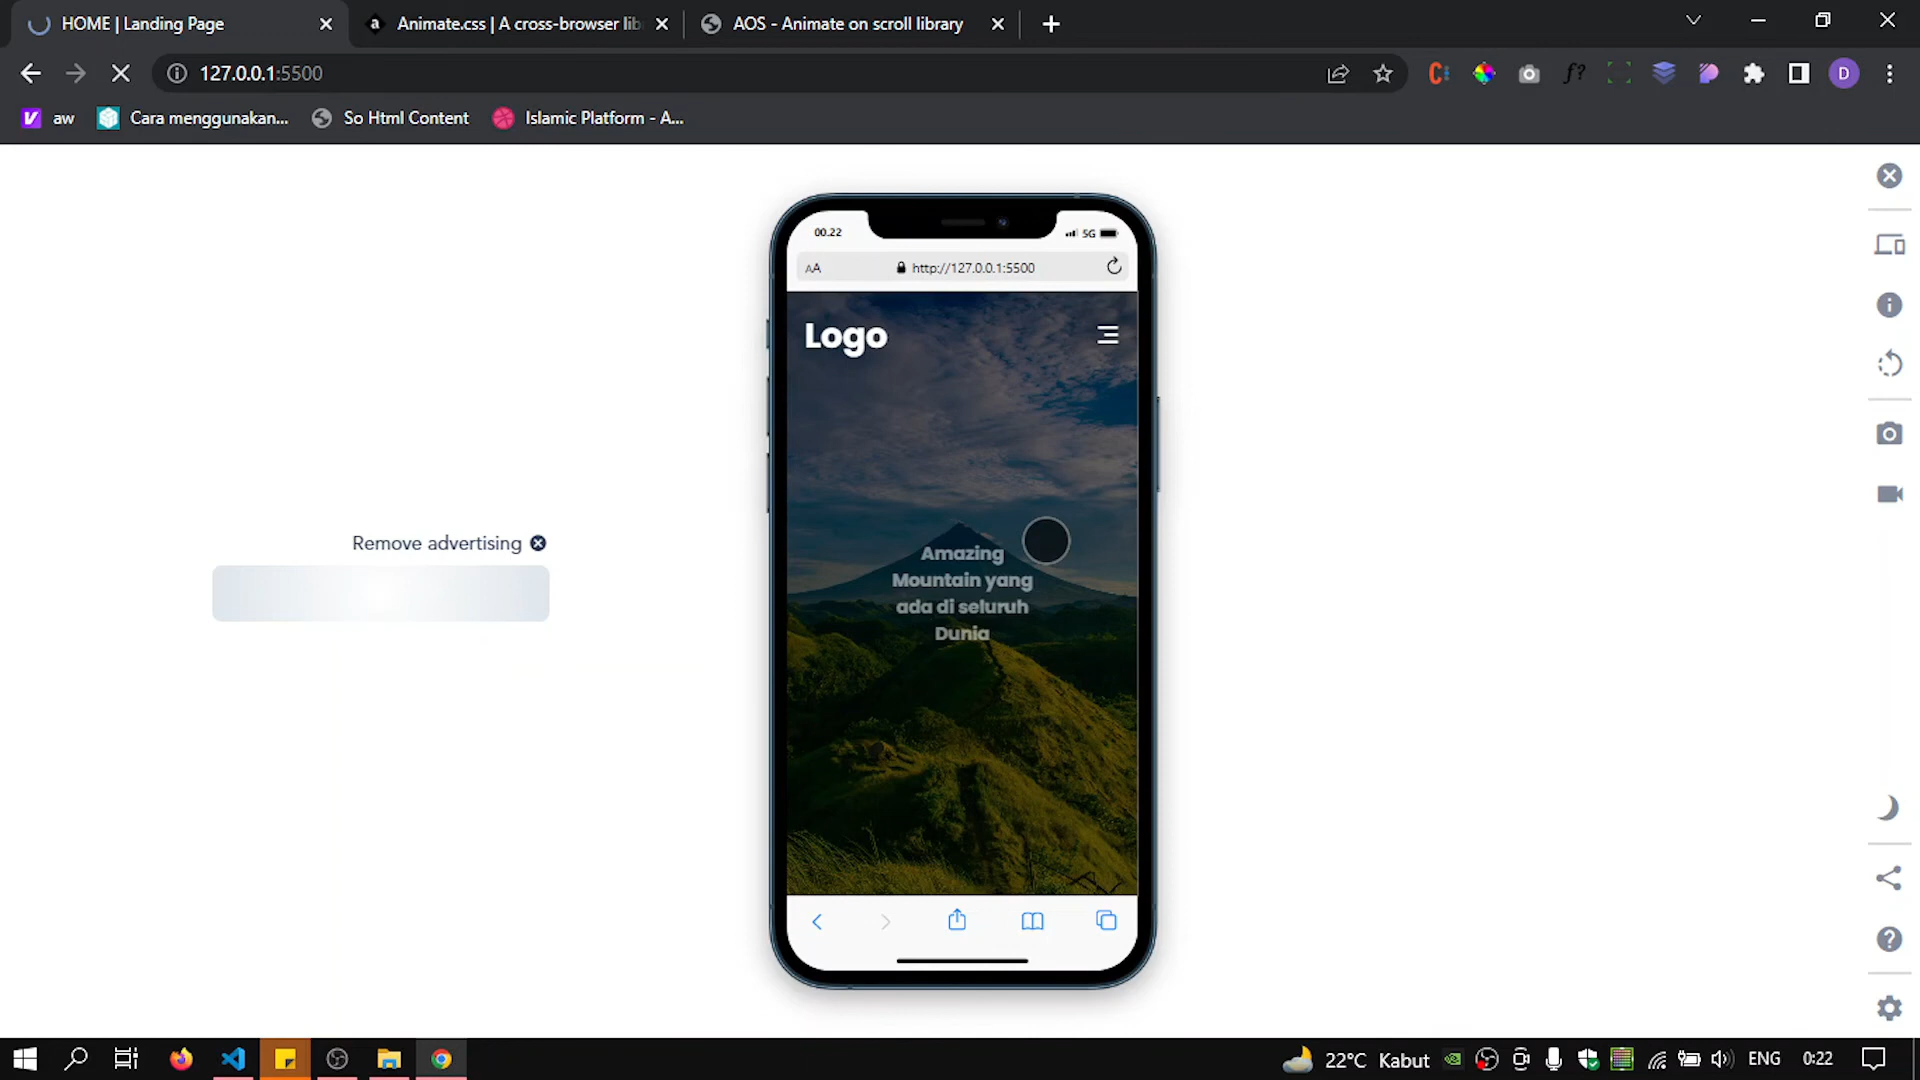 HOME | Landing Page
Animate.css | A cross-browser lib
AOS - Animate on scroll library
127.0.0.1:5500
f?
D
aw
Cara menggunakan...
So Html Content
Islamic Platform - A...
00.22
5G
AA
http://127.0.0.1:5500
Logo
Amazing
Mountain yang
ada di seluruh
Dunia
Remove advertising
22°C Kabut
ENG
0:22